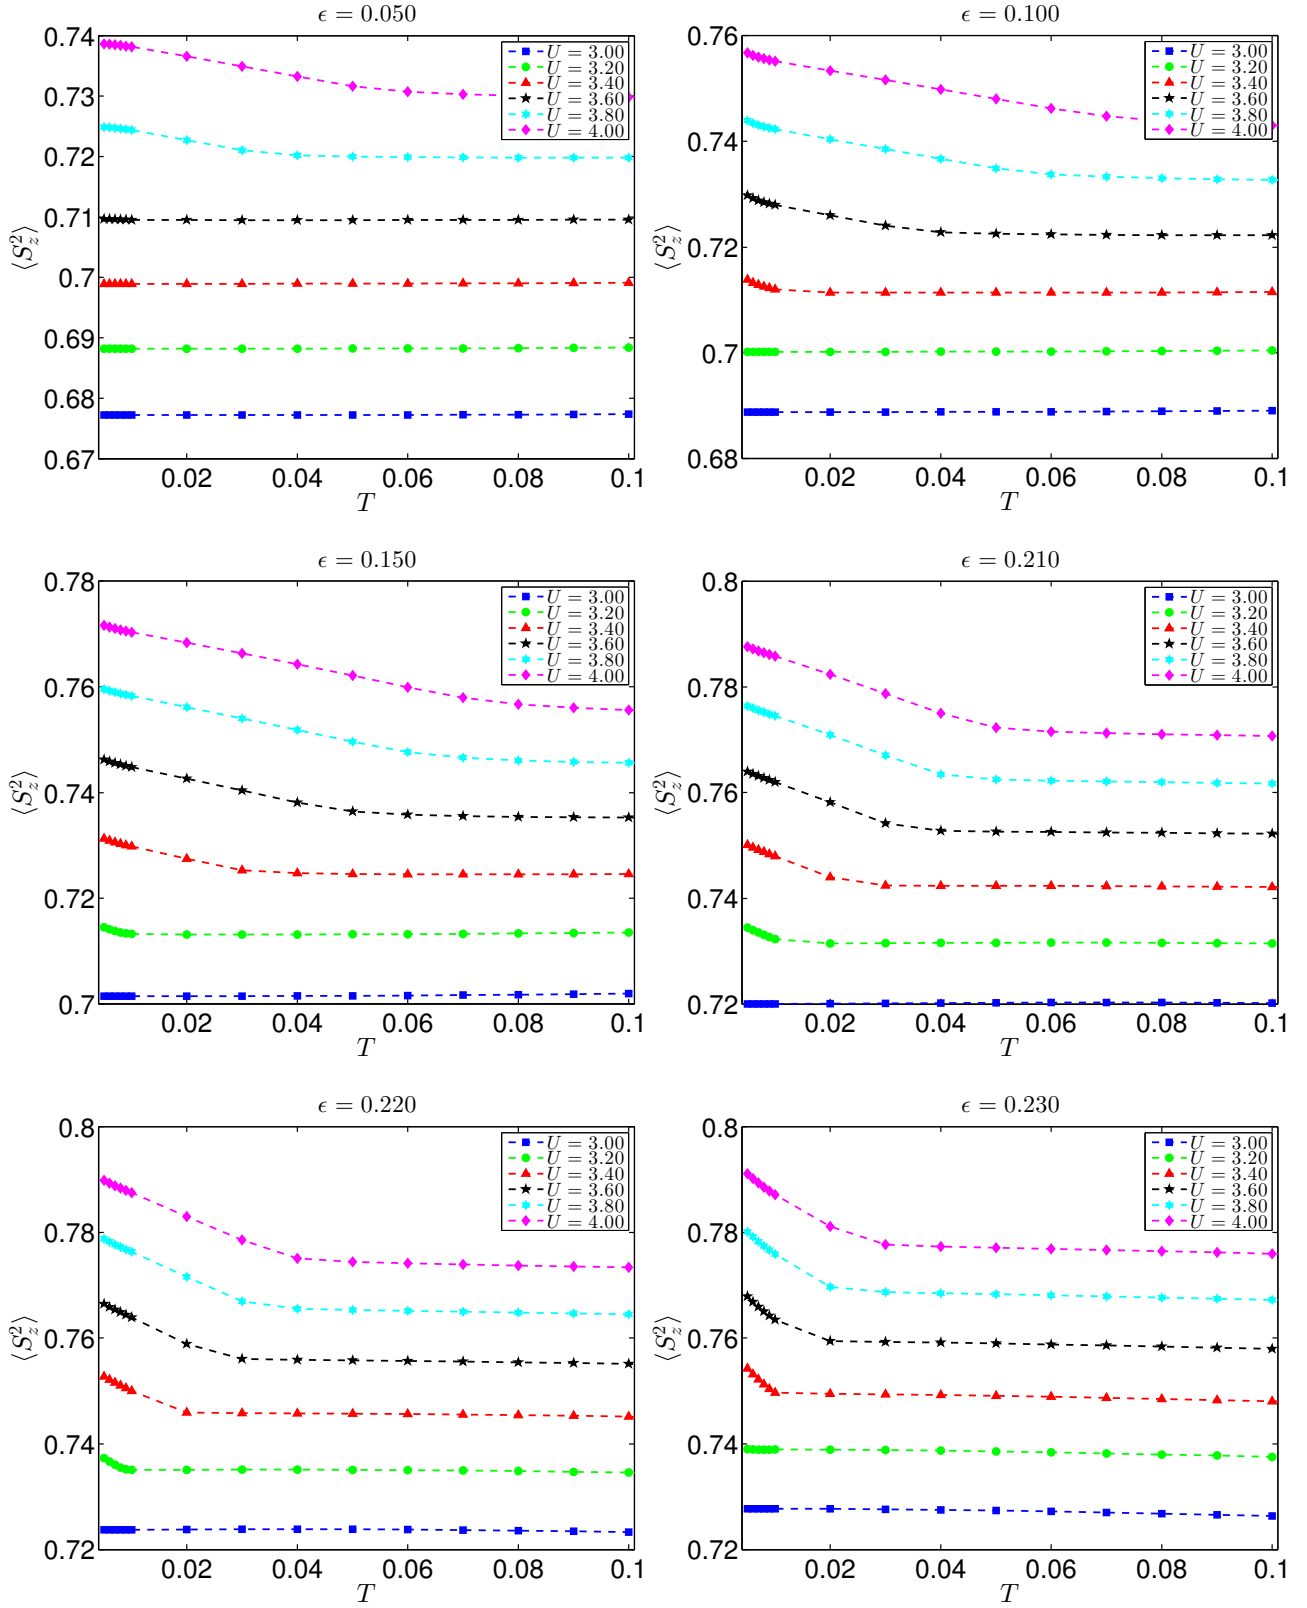 ϵ = 0.050
0.74
0.73
0.72
0.71
0.7
0.69
0.68
0.67
⟨S_z^2⟩
0.02 0.04 0.06 0.08 0.1
T
U = 3.00
U = 3.20
U = 3.40
U = 3.60
U = 3.80
U = 4.00
ϵ = 0.100
0.76
0.74
0.72
0.7
0.68
⟨S_z^2⟩
0.02 0.04 0.06 0.08 0.1
T
U = 3.00
U = 3.20
U = 3.40
U = 3.60
U = 3.80
U = 4.00
ϵ = 0.150
0.78
0.76
0.74
0.72
0.7
⟨S_z^2⟩
0.02 0.04 0.06 0.08 0.1
T
U = 3.00
U = 3.20
U = 3.40
U = 3.60
U = 3.80
U = 4.00
ϵ = 0.210
0.8
0.78
0.76
0.74
0.72
⟨S_z^2⟩
0.02 0.04 0.06 0.08 0.1
T
U = 3.00
U = 3.20
U = 3.40
U = 3.60
U = 3.80
U = 4.00
ϵ = 0.220
0.8
0.78
0.76
0.74
0.72
⟨S_z^2⟩
0.02 0.04 0.06 0.08 0.1
T
U = 3.00
U = 3.20
U = 3.40
U = 3.60
U = 3.80
U = 4.00
ϵ = 0.230
0.8
0.78
0.76
0.74
0.72
⟨S_z^2⟩
0.02 0.04 0.06 0.08 0.1
T
U = 3.00
U = 3.20
U = 3.40
U = 3.60
U = 3.80
U = 4.00